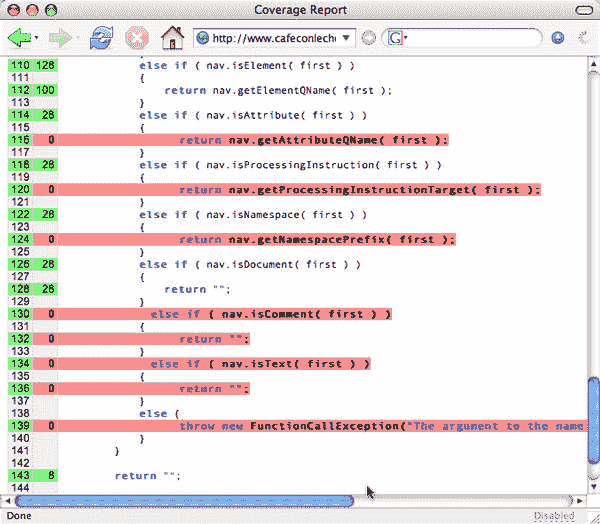 Coverage Report
http://www.cafeconleche
G
110 128 else if ( nav.isElement( first ) )
111 {
112 100 return nav.getElementQName( first );
113 }
114 28 else if ( nav.isAttribute( first ) )
115 {
116 0 return nav.getAttributeQName( first );
117 }
118 28 else if ( nav.isProcessingInstruction( first ) )
119 {
120 0 return nav.getProcessingInstructionTarget( first );
121 }
122 28 else if ( nav.isNamespace( first ) )
123 {
124 0 return nav.getNamespacePrefix( first );
125 }
126 28 else if ( nav.isDocument( first ) )
127 {
128 28 return "";
129 }
130 0 else if ( nav.isComment( first ) )
131 {
132 0 return "";
133 }
134 0 else if ( nav.isText( first ) )
135 {
136 0 return "";
137 }
138 else {
139 0 throw new FunctionCallException("The argument to the name
140 }
141 }
142
143 8 return "";
144
Done Disabled